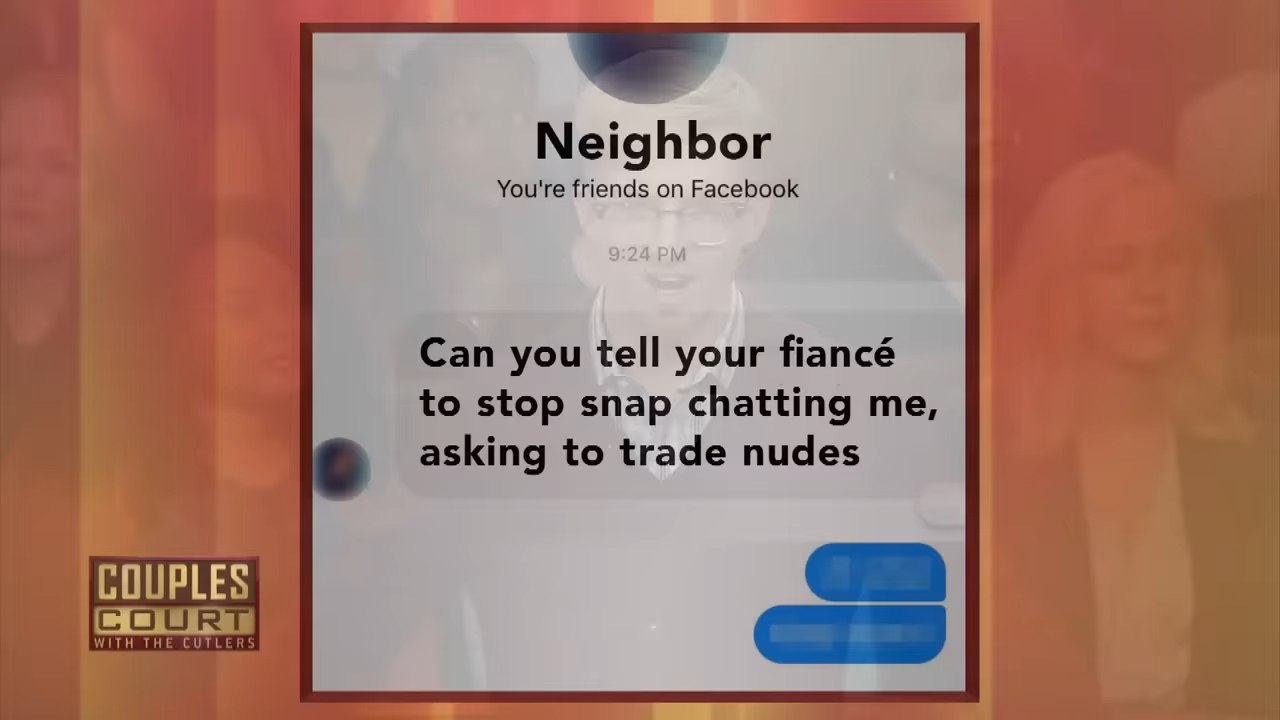 Neighbor
You're friends on Facebook
9:24 PM
Can you tell your fiancé
to stop snap chatting me,
asking to trade nudes
COUPLES
COURT
WITH THE CUTLERS